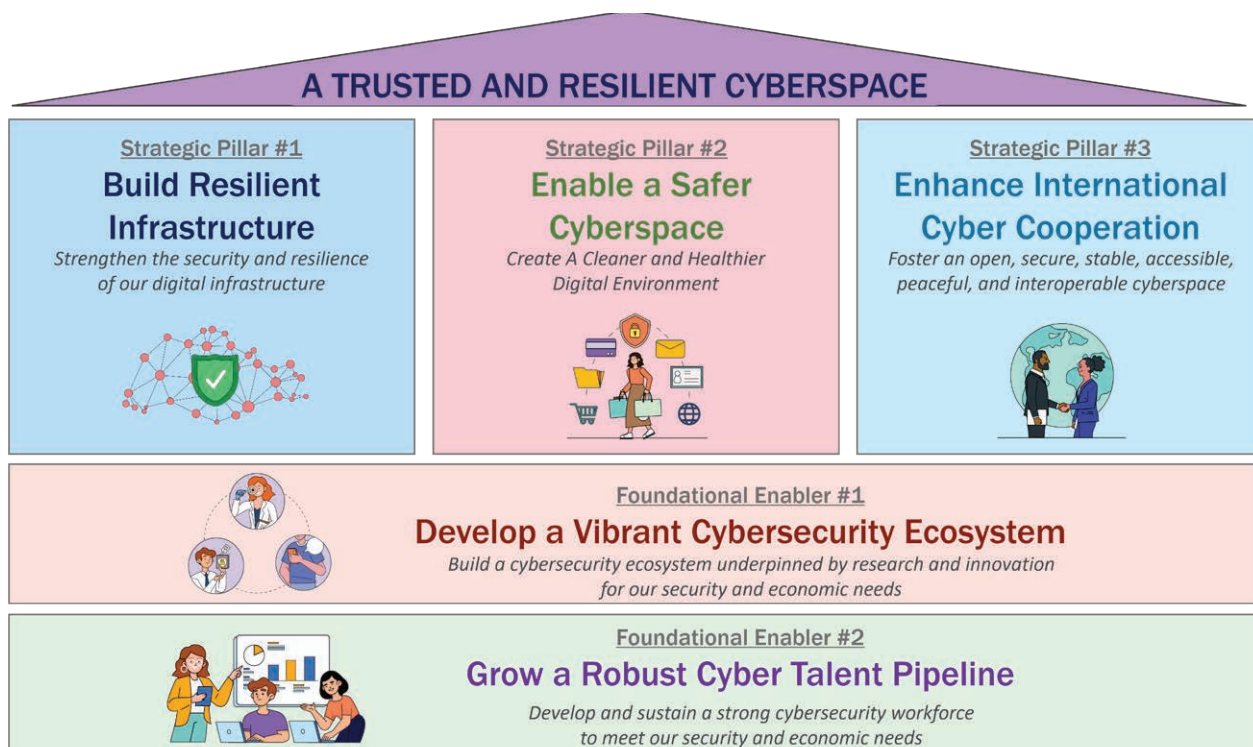 A TRUSTED AND RESILIENT CYBERSPACE
Strategic Pillar #1
Build Resilient
Infrastructure
Strengthen the security and resilience
of our digital infrastructure
Strategic Pillar #2
Enable a Safer
Cyberspace
Create A Cleaner and Healthier
Digital Environment
Strategic Pillar #3
Enhance International
Cyber Cooperation
Foster an open, secure, stable, accessible,
peaceful, and interoperable cyberspace
Foundational Enabler #1
Develop a Vibrant Cybersecurity Ecosystem
Build a cybersecurity ecosystem underpinned by research and innovation
for our security and economic needs
Foundational Enabler #2
Grow a Robust Cyber Talent Pipeline
Develop and sustain a strong cybersecurity workforce
to meet our security and economic needs